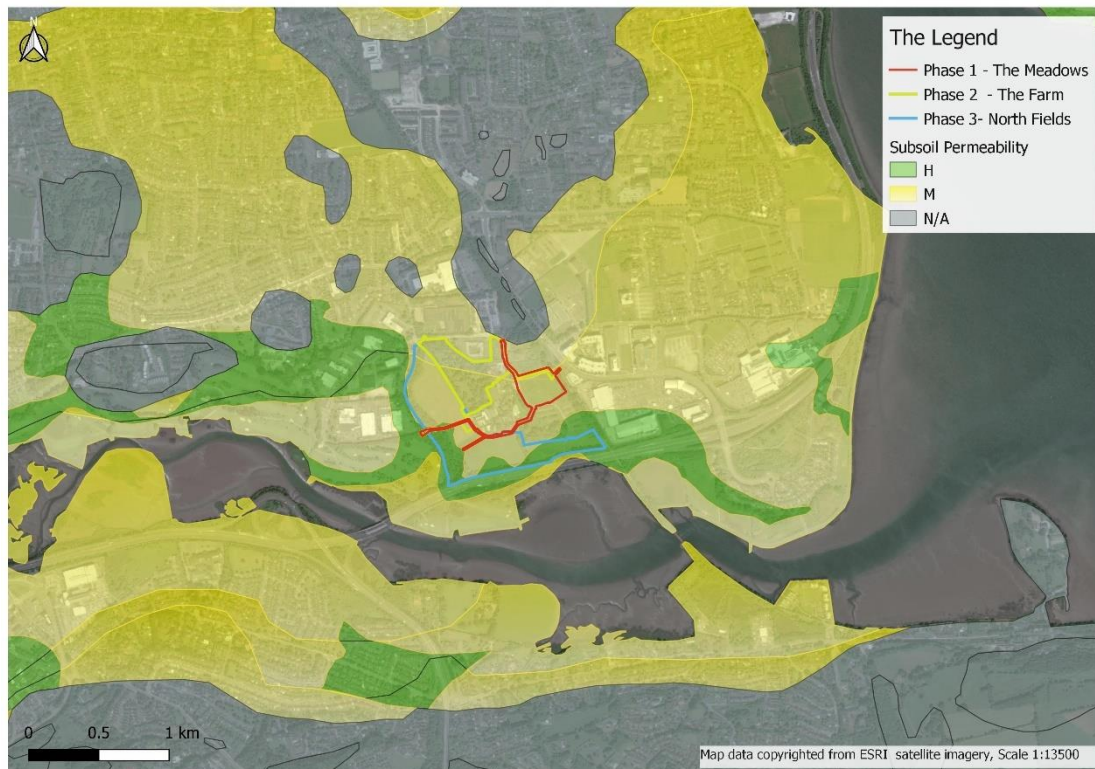 N
The Legend
Phase 1 - The Meadows
Phase 2 - The Farm
Phase 3- North Fields
Subsoil Permeability
H
M
N/A
0 0.5 1 km
Map data copyrighted from ESRI satellite imagery, Scale 1:13500